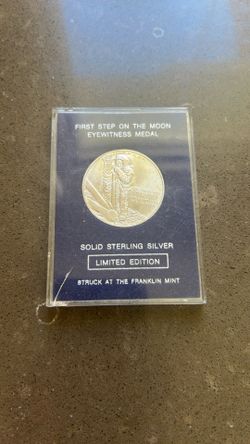 FIRST STEP ON THE MOON
EYEWITNESS MEDAL
SOLID STERLING SILVER
LIMITED EDITION
STRUCK AT THE FRANKLIN MINT